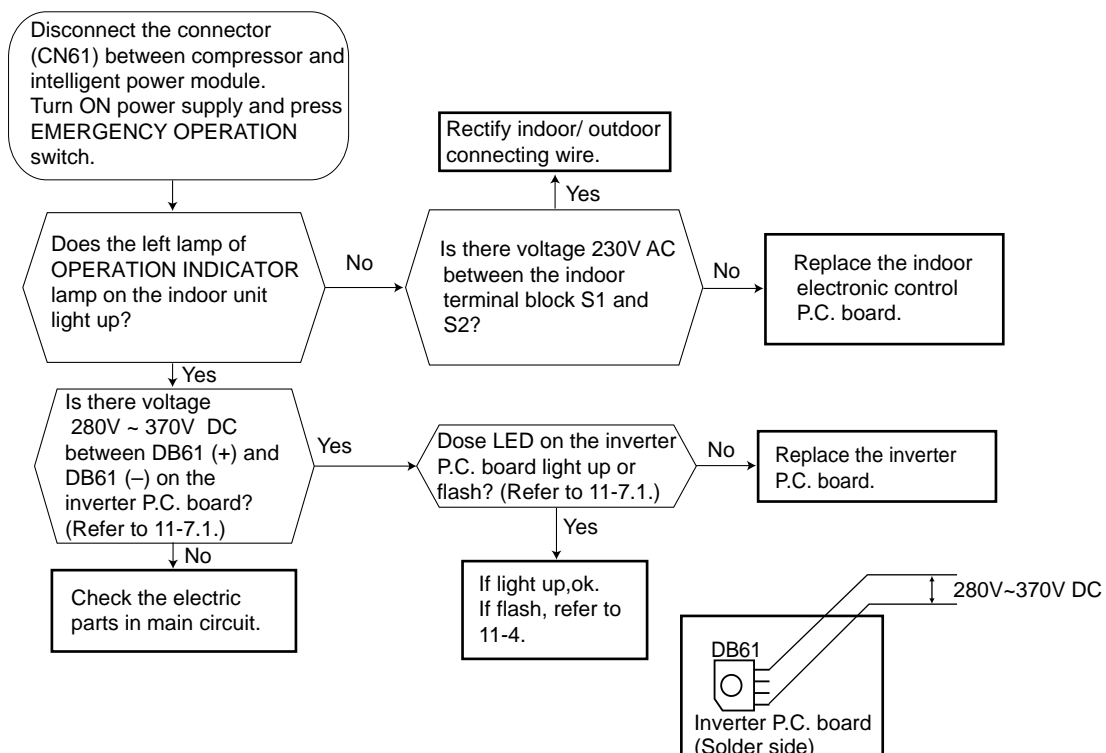 Disconnect the connector
(CN61) between compressor and
intelligent power module.
Turn ON power supply and press
EMERGENCY OPERATION
switch.
Rectify indoor/ outdoor
connecting wire.
Yes
Does the left lamp of
OPERATION INDICATOR
lamp on the indoor unit
light up?
No
Is there voltage 230V AC
between the indoor
terminal block S1 and
S2?
No
Replace the indoor
electronic control
P.C. board.
Yes
Is there voltage
280V ~ 370V DC
between DB61 (+) and
DB61 (–) on the
inverter P.C. board?
(Refer to 11-7.1.)
Yes
Dose LED on the inverter
P.C. board light up or
flash? (Refer to 11-7.1.)
No
Replace the inverter
P.C. board.
No
Yes
Check the electric
parts in main circuit.
If light up,ok.
If flash, refer to
11-4.
280V~370V DC
DB61
Inverter P.C. board
(Solder side)